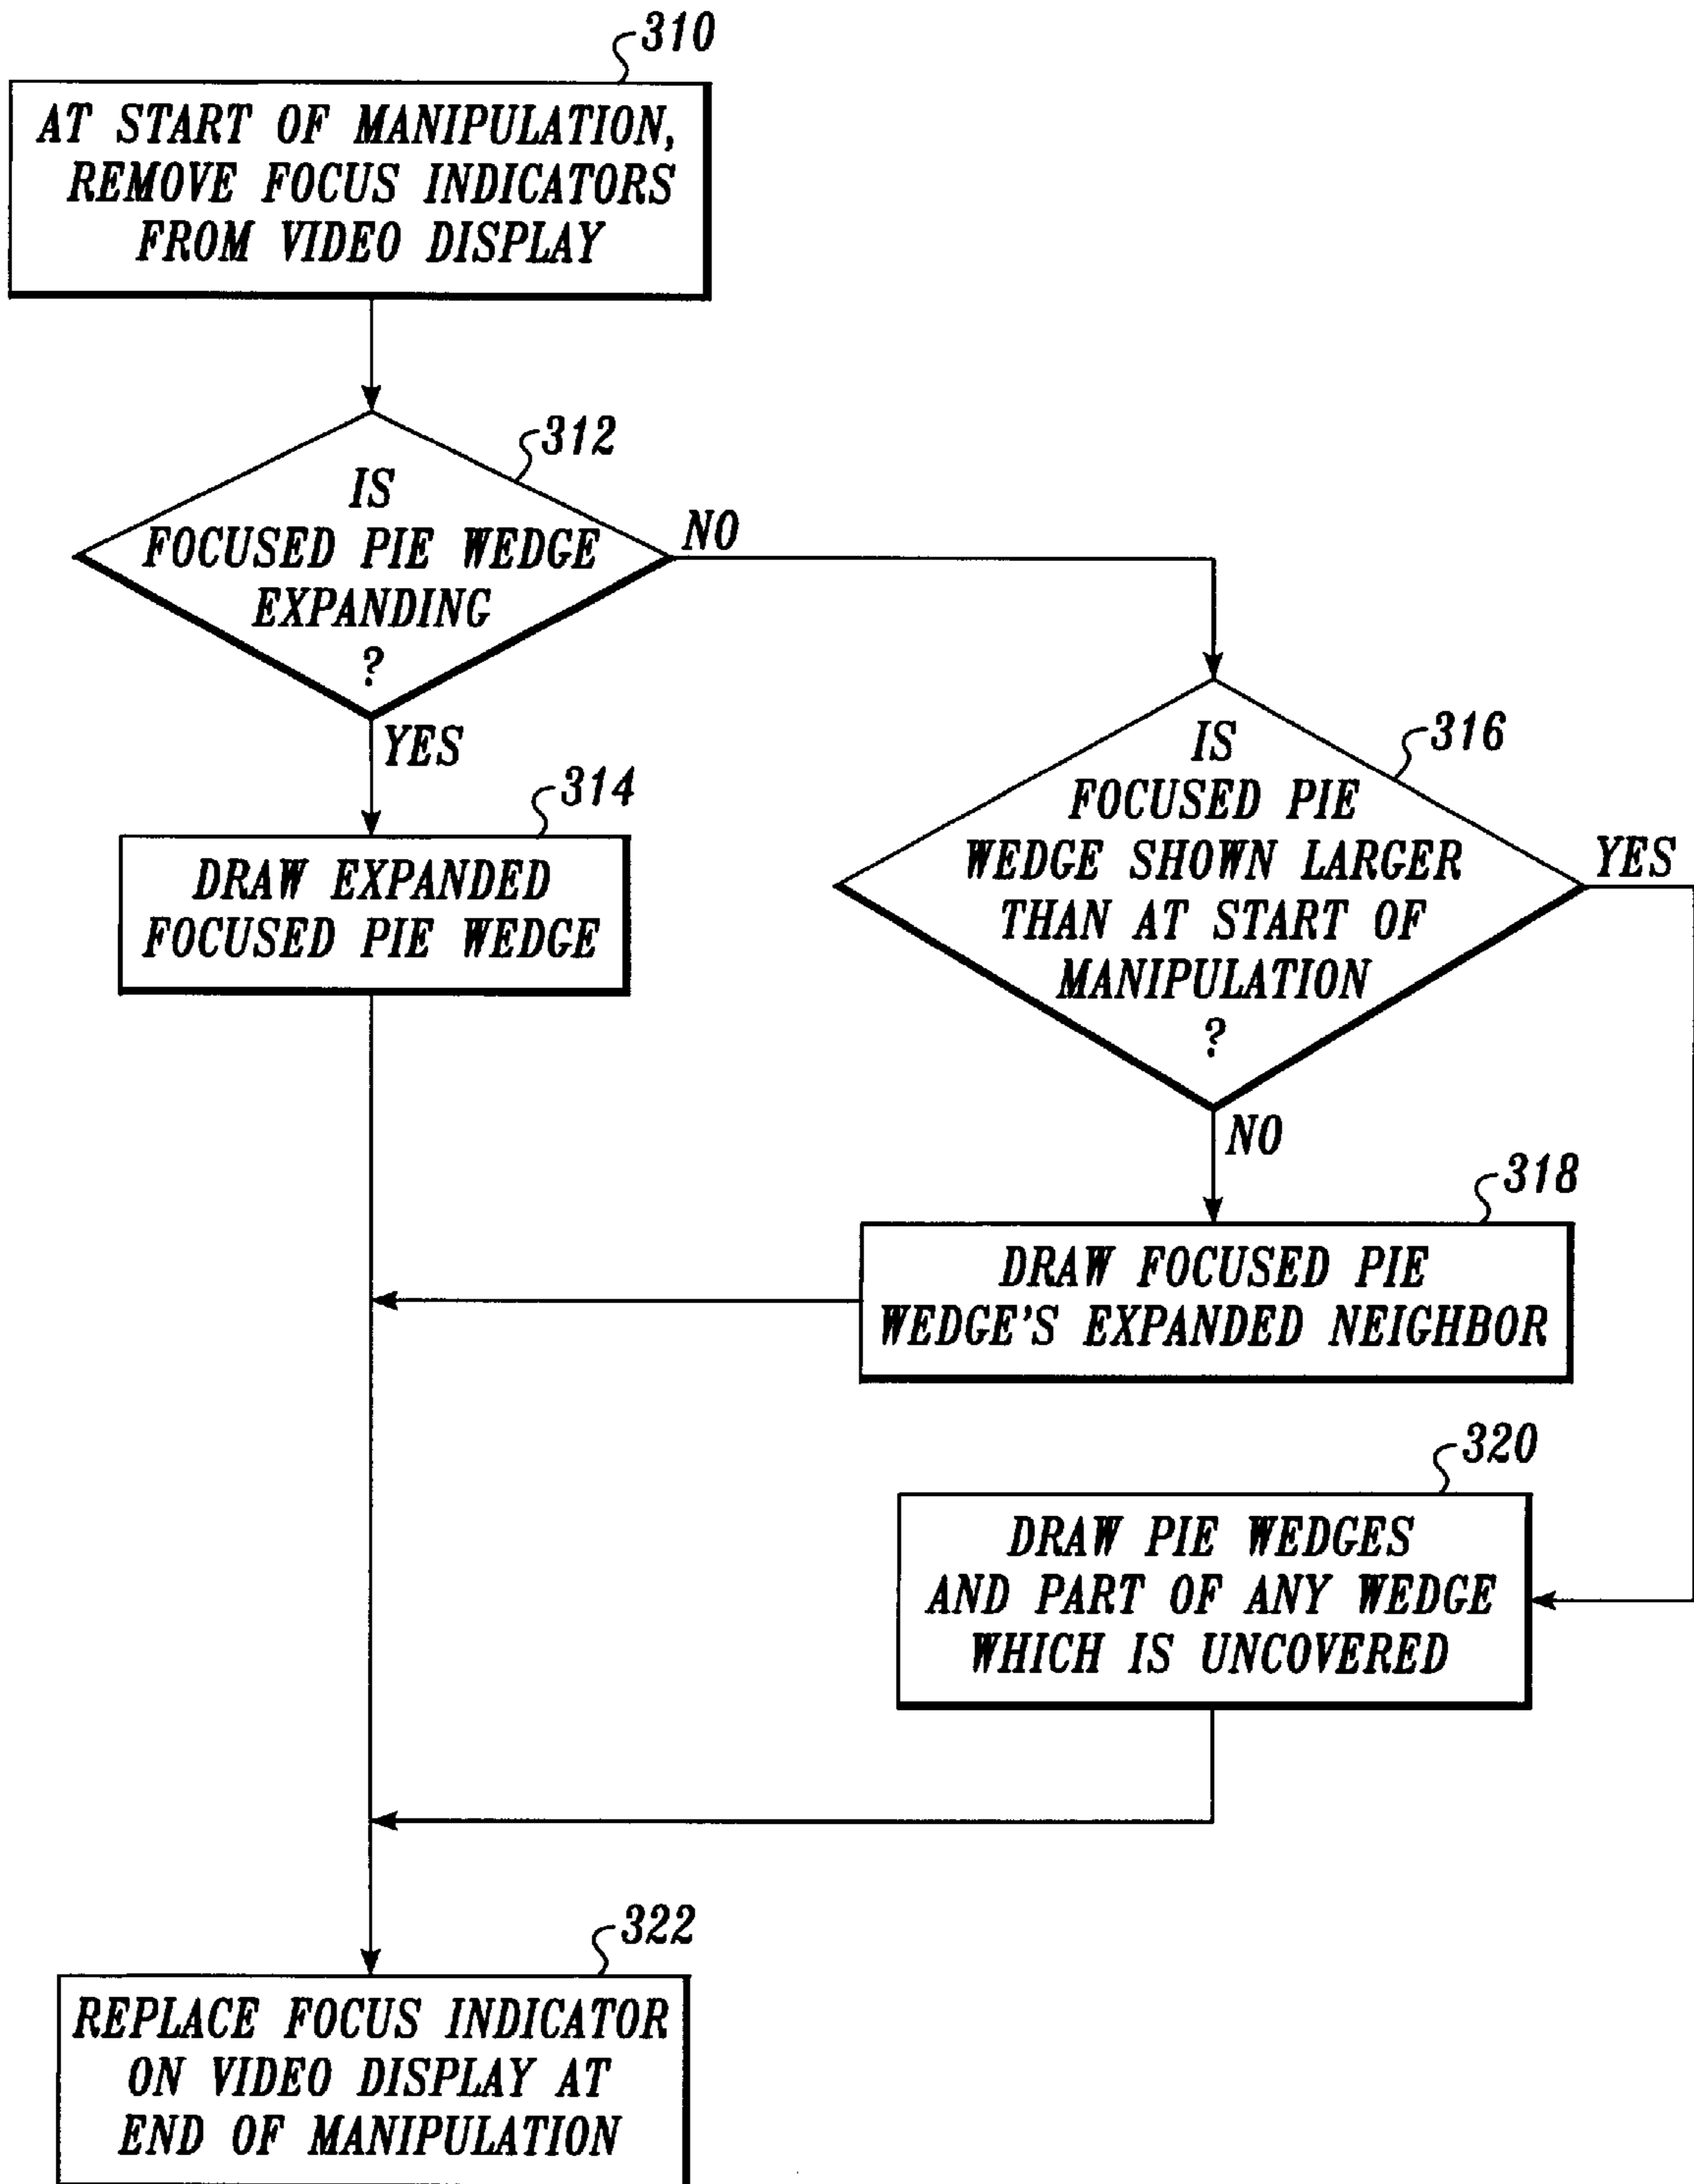 310
AT START OF MANIPULATION,
REMOVE FOCUS INDICATORS
FROM VIDEO DISPLAY
312
IS
FOCUSED PIE WEDGE
EXPANDING
?
NO
YES
314
DRAW EXPANDED
FOCUSED PIE WEDGE
316
IS
FOCUSED PIE
WEDGE SHOWN LARGER
THAN AT START OF
MANIPULATION
?
YES
NO
318
DRAW FOCUSED PIE
WEDGE'S EXPANDED NEIGHBOR
320
DRAW PIE WEDGES
AND PART OF ANY WEDGE
WHICH IS UNCOVERED
322
REPLACE FOCUS INDICATOR
ON VIDEO DISPLAY AT
END OF MANIPULATION